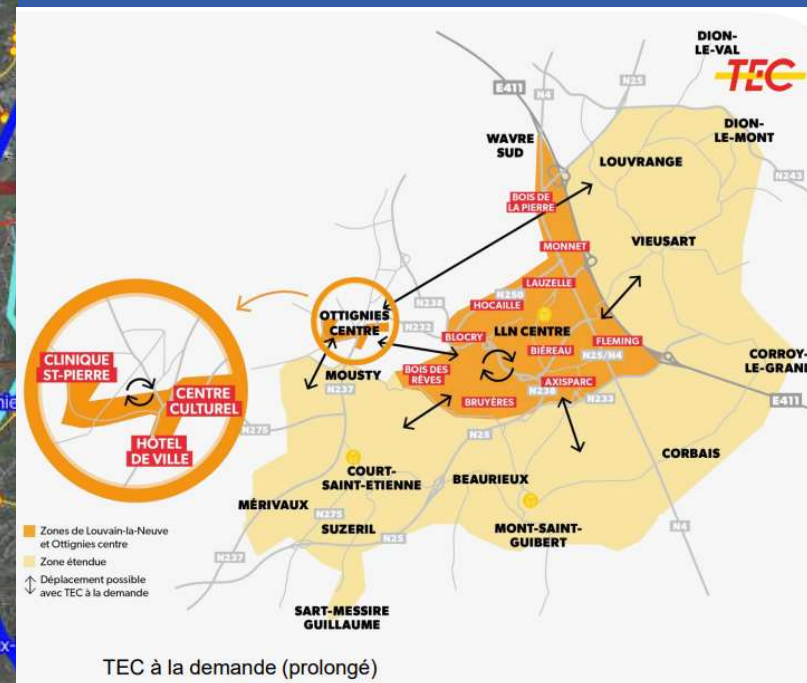 DION-
LE-VAL
TEC
E411
N4
N25
WAVRE
SUD
DION-
LE-MONT
LOUVRANGE
N243
BOIS DE
LA PIERRE
VIEUSART
MONNET
LAUZELLE
N238
N250
HOCAILLE
OTTIGNIES
CENTRE
N232
LLN CENTRE
FLEMING
BLOCRY
BIÉREAU
N25/N4
CLINIQUE
ST-PIERRE
MOUSTY
BOIS DES
RÊVES
AXISPARC
CORROY-
LE-GRAND
CENTRE
CULTUREL
N237
N238
N233
E411
BRUYÈRES
HÔTEL
DE VILLE
N275
N25
CORBAIS
COURT-
SAINT-ETIENNE
BEAURIEUX
MÉRIVAUX
N275
SUZERIL
MONT-SAINT-
GUIBERT
N4
N237
N25
Zones de Louvain-la-Neuve
et Ottignies centre
Zone étendue
Déplacement possible
avec TEC à la demande
SART-MESSIRE
GUILLAUME
TEC à la demande (prolongé)